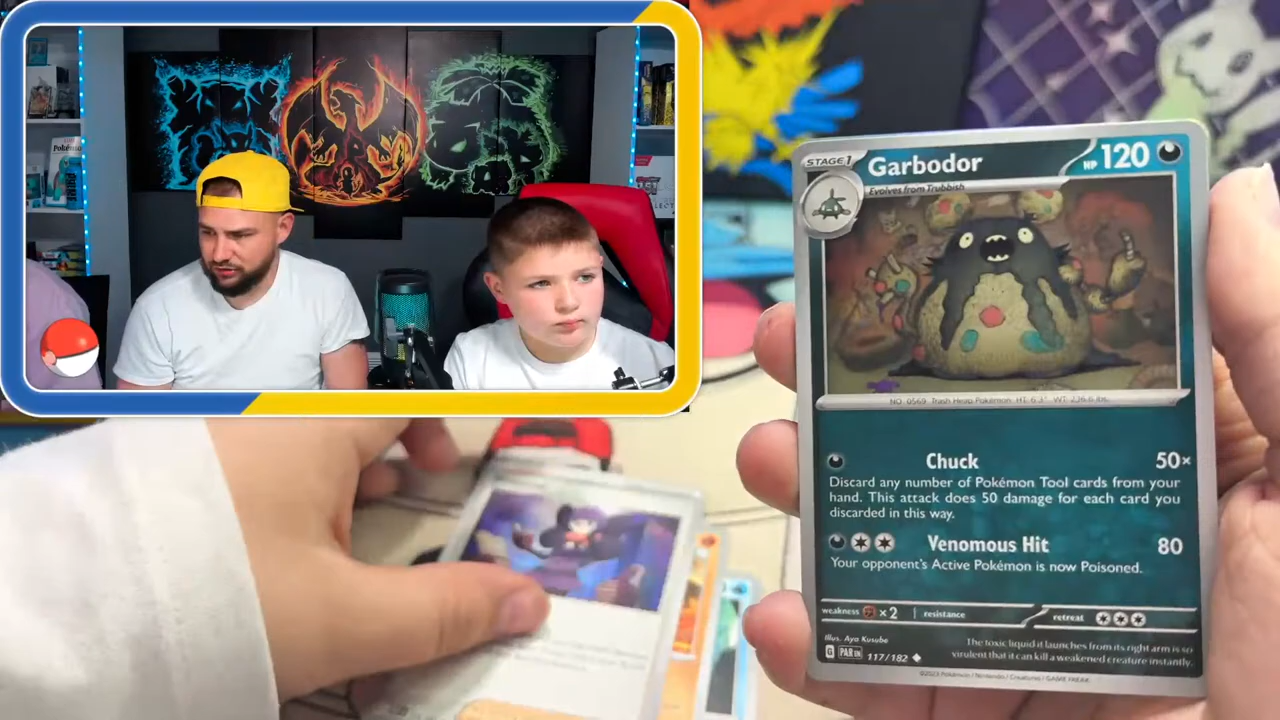 Pokémon
STAGE1
Garbodor
HP 120
Evolves from Trubbish
NO. 0569 Trash Heap Pokémon HT: 6'3" WT: 236.6 lbs.
Chuck 50×
Discard any number of Pokémon Tool cards from your
hand. This attack does 50 damage for each card you
discarded in this way.
Venomous Hit 80
Your opponent's Active Pokémon is now Poisoned.
weakness ×2 resistance retreat
Illus. Aya Kusube
G PAR EN 117/182
The toxic liquid it launches from its right arm is so
virulent that it can kill a weakened creature instantly.
©2023 Pokémon / Nintendo / Creatures / GAME FREAK